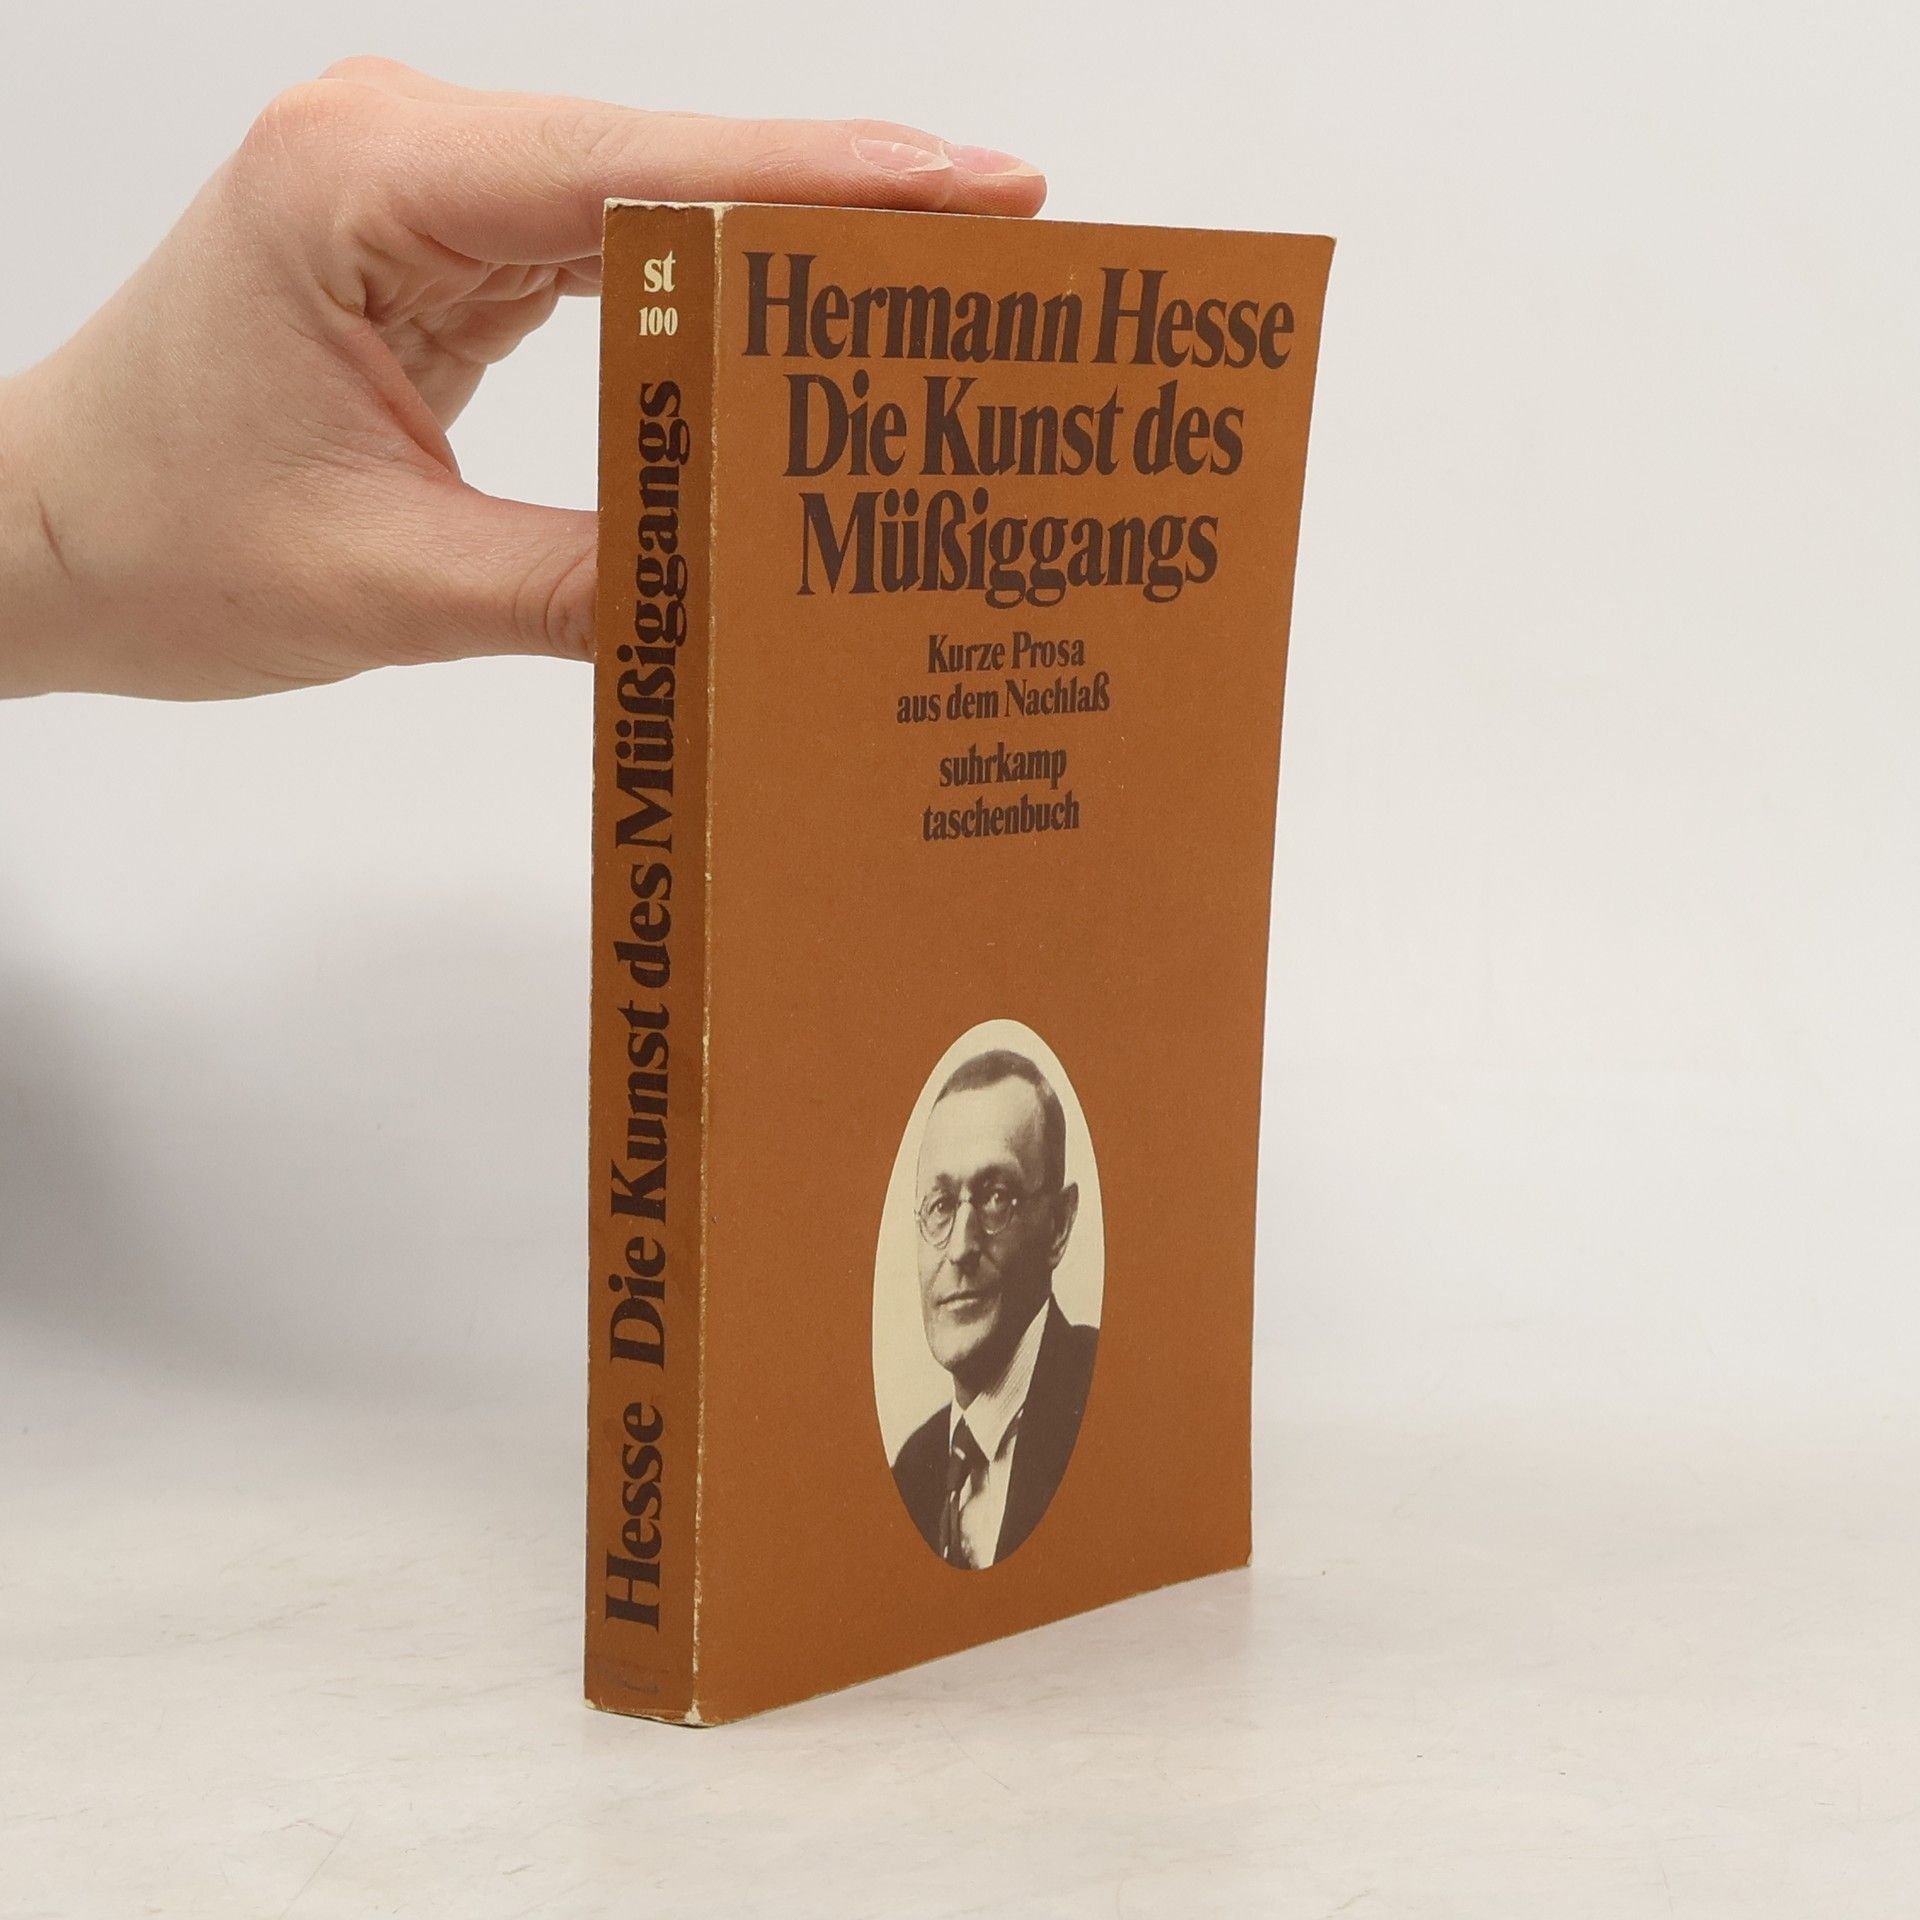 st
100
Hesse Die Kunst des Müßiggangs
Hermann Hesse
Die Kunst des
Müßiggangs
Kurze Prosa
aus dem Nachlaß
suhrkamp
taschenbuch